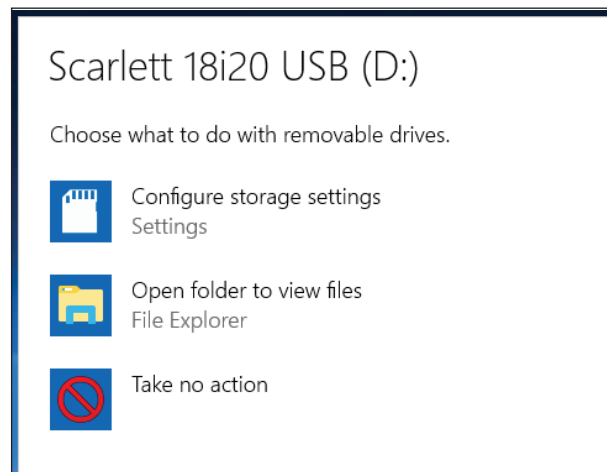 Scarlett 18i20 USB (D:)
Choose what to do with removable drives.
Configure storage settings
Settings
Open folder to view files
File Explorer
Take no action